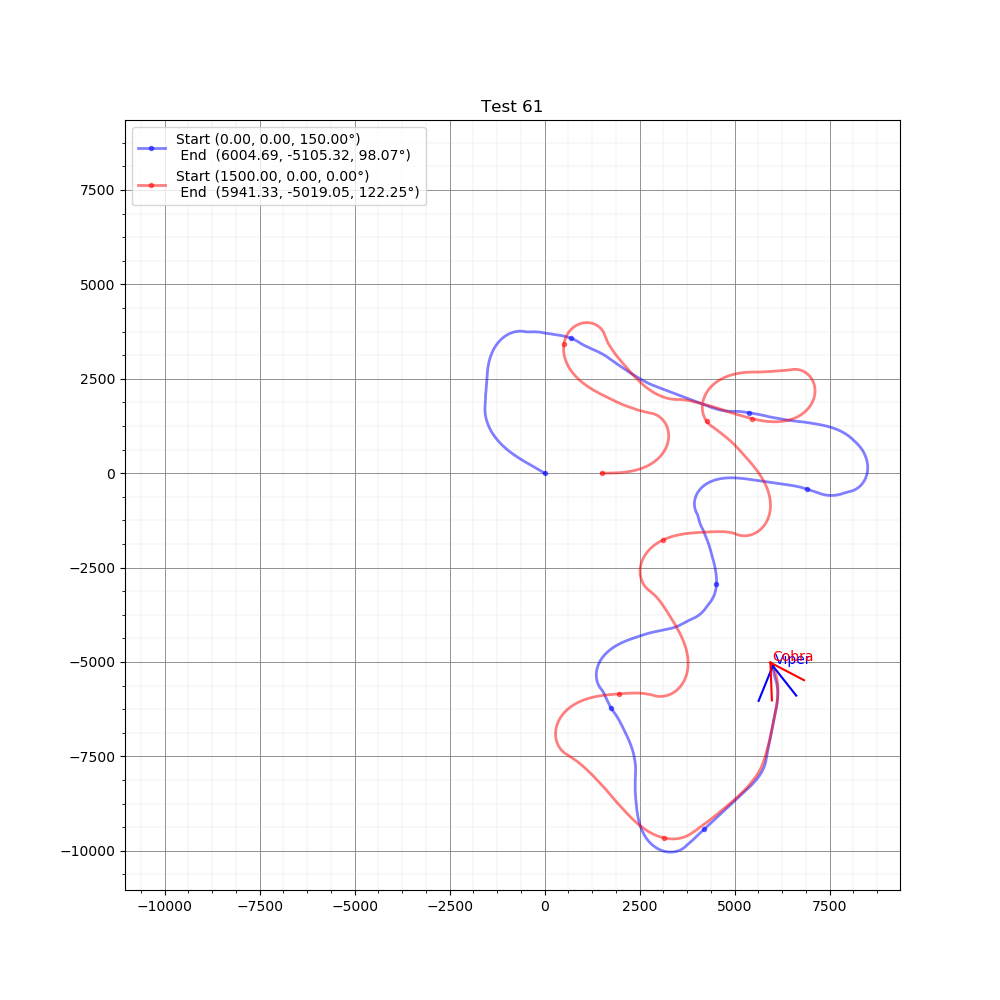 Test 61
Start (0.00, 0.00, 150.00°)
End (6004.69, -5105.32, 98.07°)
Start (1500.00, 0.00, 0.00°)
End (5941.33, -5019.05, 122.25°)
7500
5000
2500
0
−2500
−5000
−7500
−10000
Cobra
Viper
−10000 −7500 −5000 −2500 0 2500 5000 7500